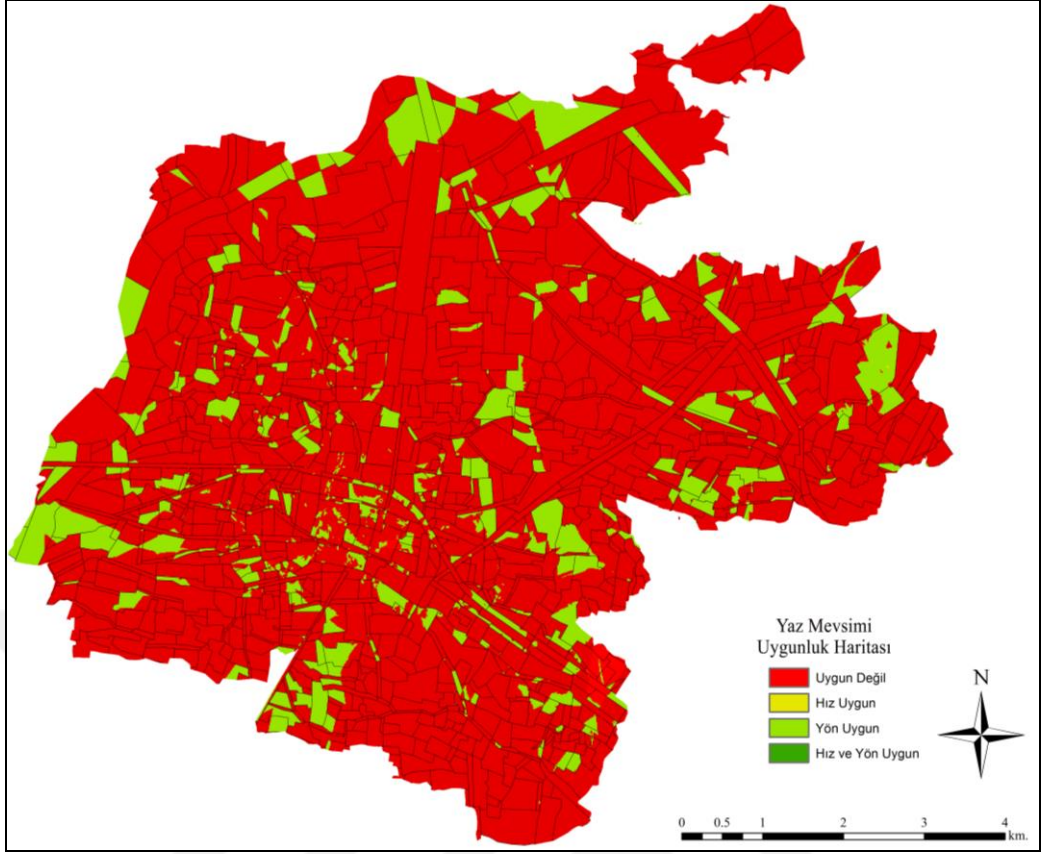 Yaz Mevsimi
Uygunluk Haritası
Uygun Değil
Hız Uygun
Yön Uygun
Hız ve Yön Uygun
N
0 0.5 1 2 3 4
km.